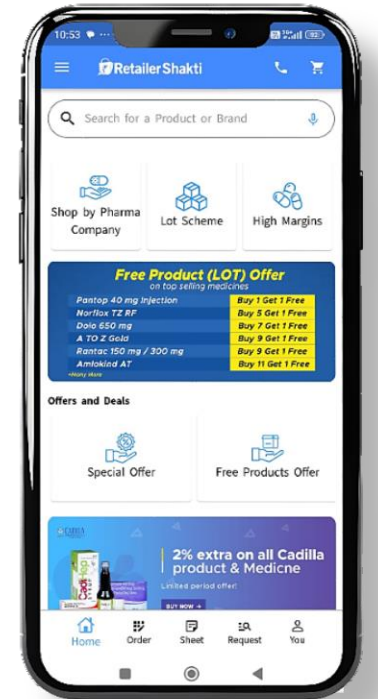 10:53
RetailerShakti
Search for a Product or Brand
Shop by Pharma
Company
Lot Scheme
High Margins
Free Product (LOT) Offer
on top selling medicines
Pantop 40 mg Injection Buy 1 Get 1 Free
Norflox TZ RF Buy 5 Get 1 Free
Dolo 650 mg Buy 7 Get 1 Free
A TO Z Gold Buy 9 Get 1 Free
Rantac 150 mg / 300 mg Buy 9 Get 1 Free
Amlokind AT Buy 11 Get 1 Free
+Many More
Offers and Deals
Special Offer
Free Products Offer
2% extra on all Cadilla
product & Medicne
Limited period offer!
BUY NOW →
Home Order Sheet Request You